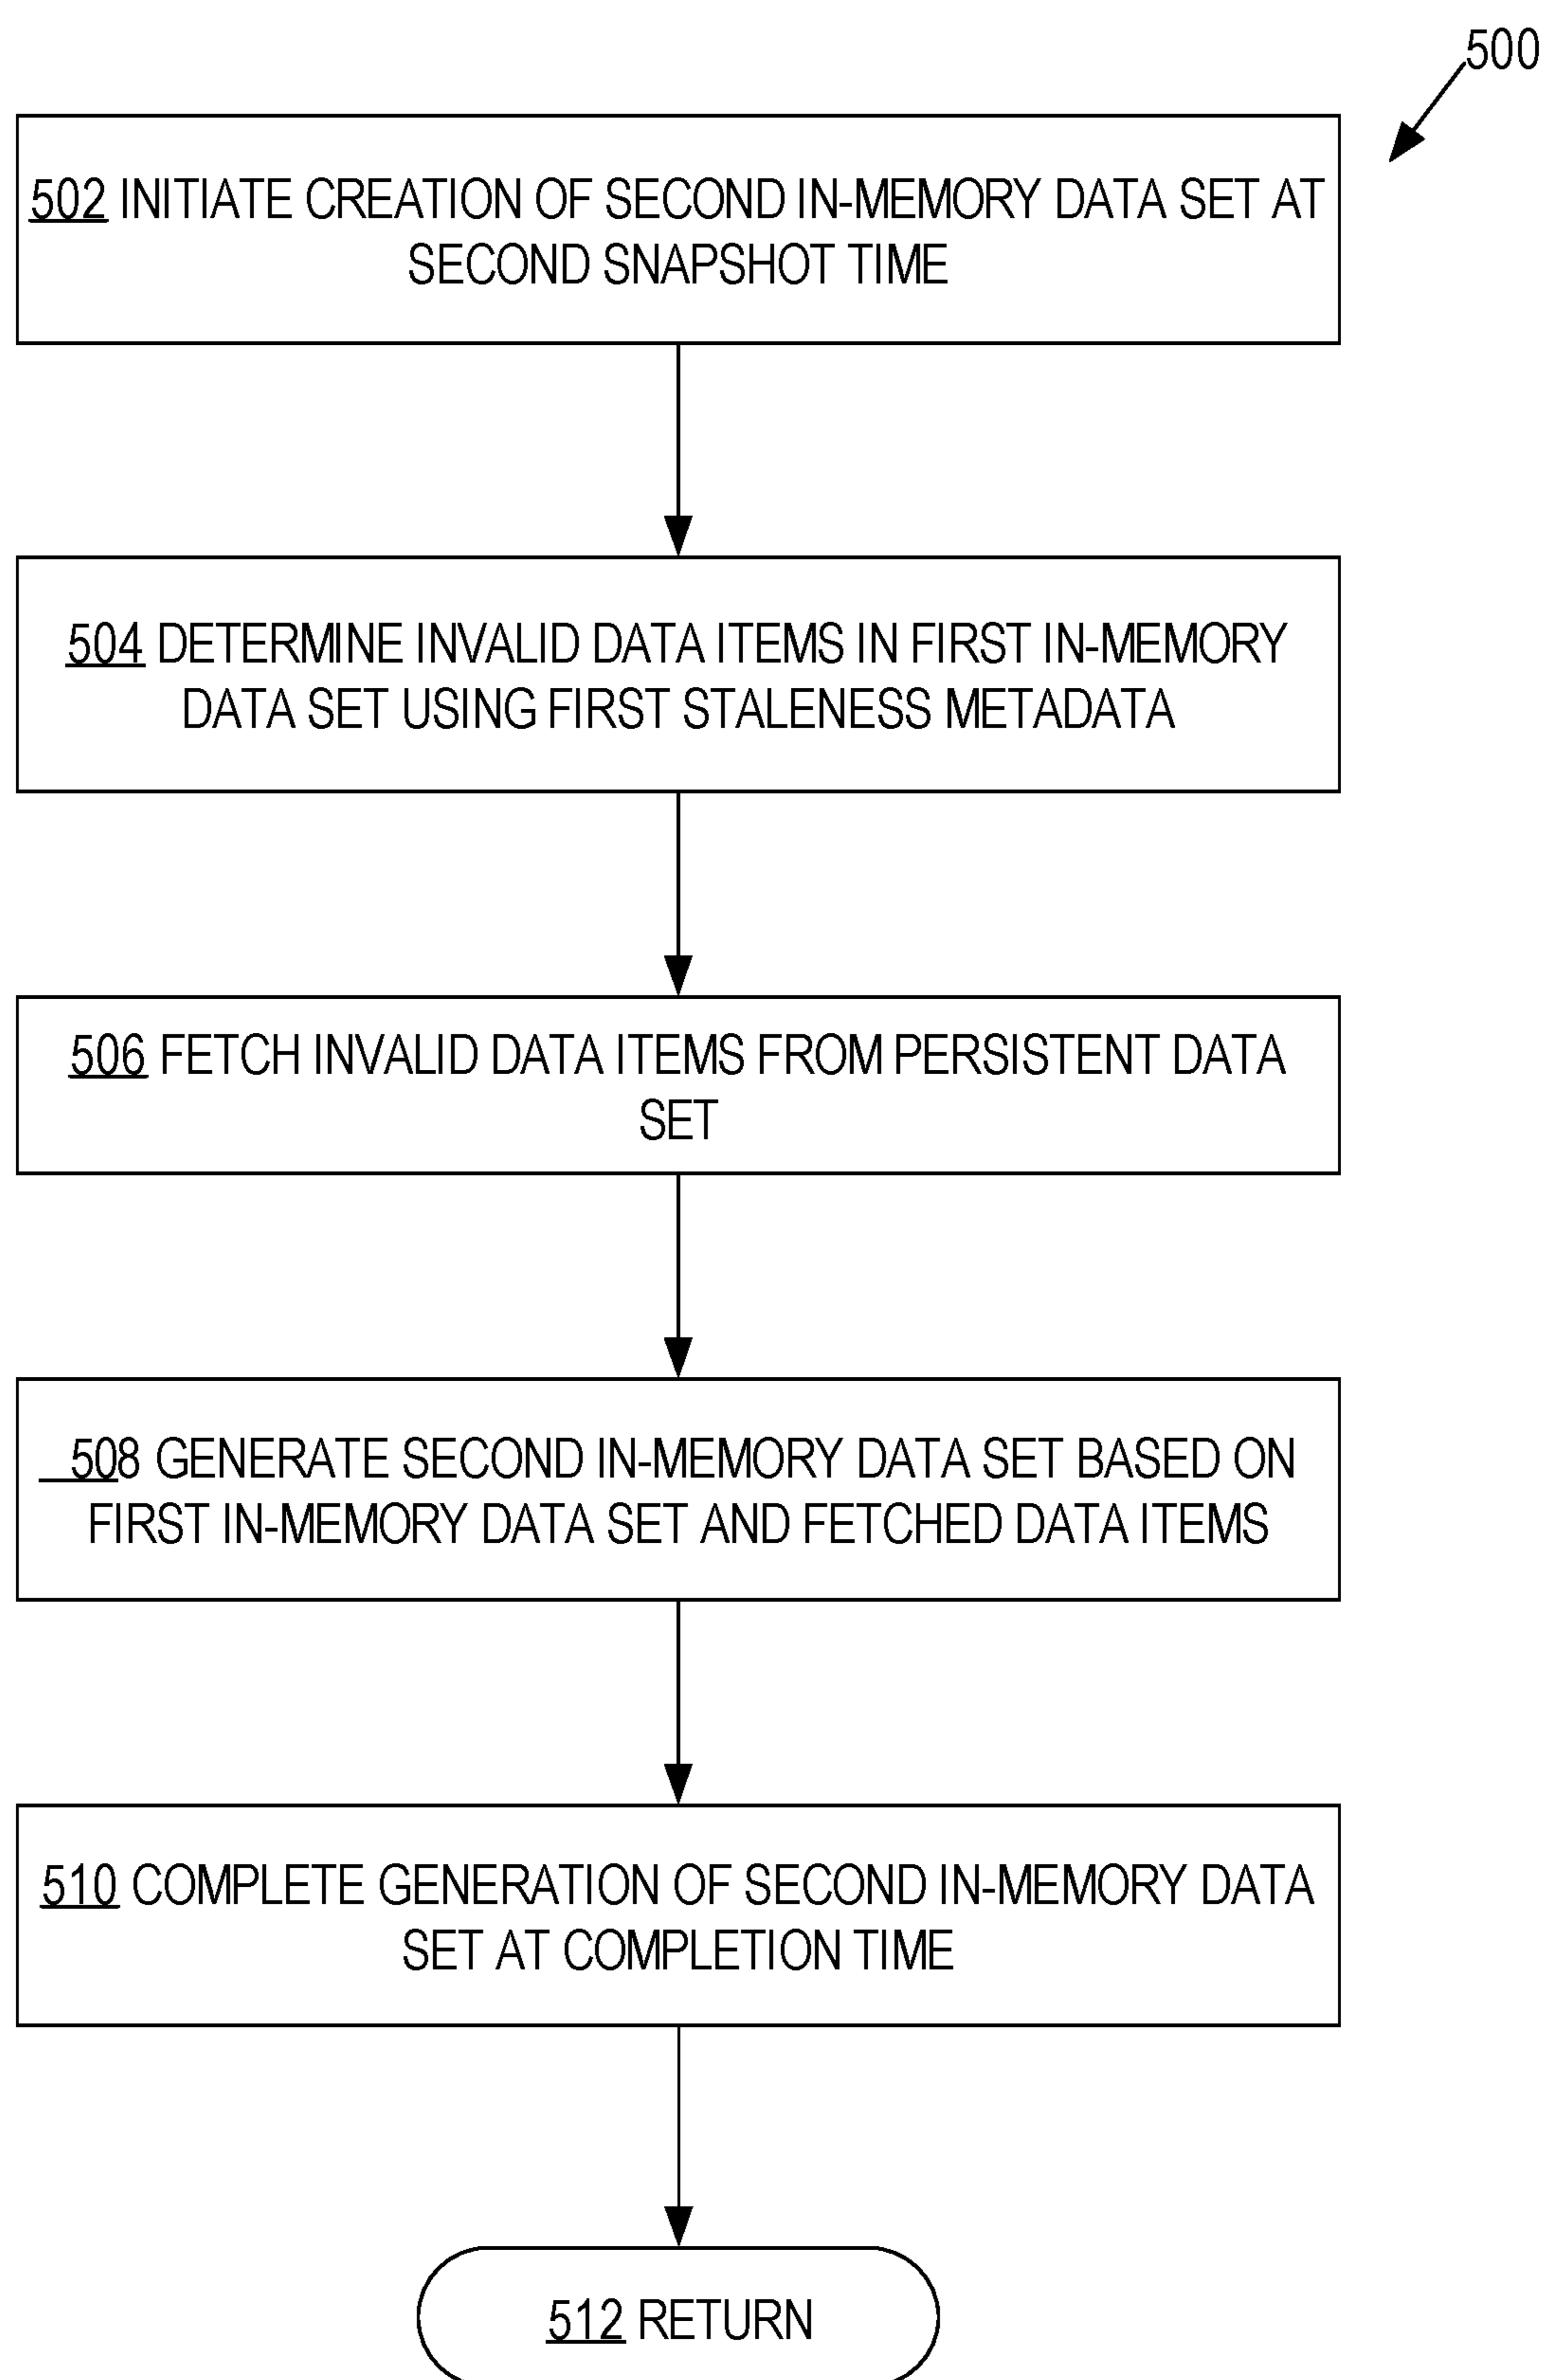 500
502 INITIATE CREATION OF SECOND IN-MEMORY DATA SET AT
SECOND SNAPSHOT TIME
504 DETERMINE INVALID DATA ITEMS IN FIRST IN-MEMORY
DATA SET USING FIRST STALENESS METADATA
506 FETCH INVALID DATA ITEMS FROM PERSISTENT DATA
SET
508 GENERATE SECOND IN-MEMORY DATA SET BASED ON
FIRST IN-MEMORY DATA SET AND FETCHED DATA ITEMS
510 COMPLETE GENERATION OF SECOND IN-MEMORY DATA
SET AT COMPLETION TIME
512 RETURN